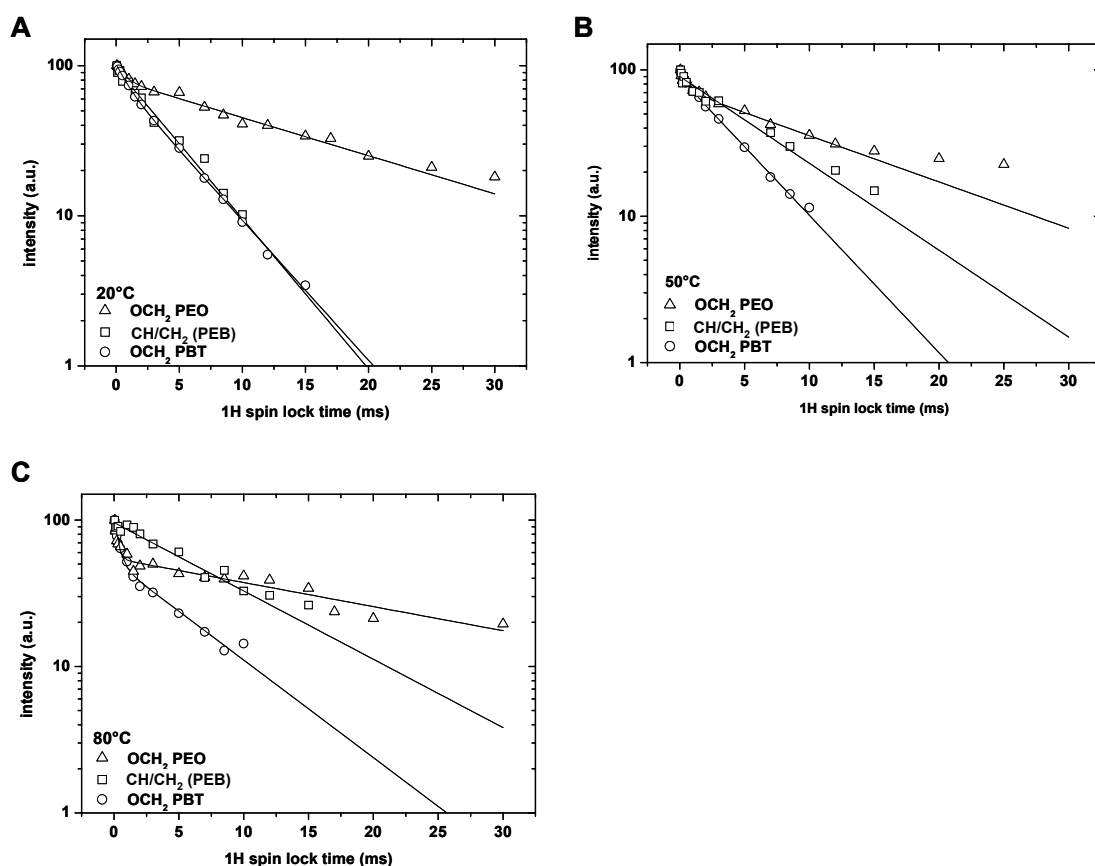 A
100
10
1
intensity (a.u.)
20°C
OCH₂ PEO
CH/CH₂ (PEB)
OCH₂ PBT
0 5 10 15 20 25 30
1H spin lock time (ms)
B
100
10
1
intensity (a.u.)
50°C
OCH₂ PEO
CH/CH₂ (PEB)
OCH₂ PBT
0 5 10 15 20 25 30
1H spin lock time (ms)
C
100
10
1
intensity (a.u.)
80°C
OCH₂ PEO
CH/CH₂ (PEB)
OCH₂ PBT
0 5 10 15 20 25 30
1H spin lock time (ms)